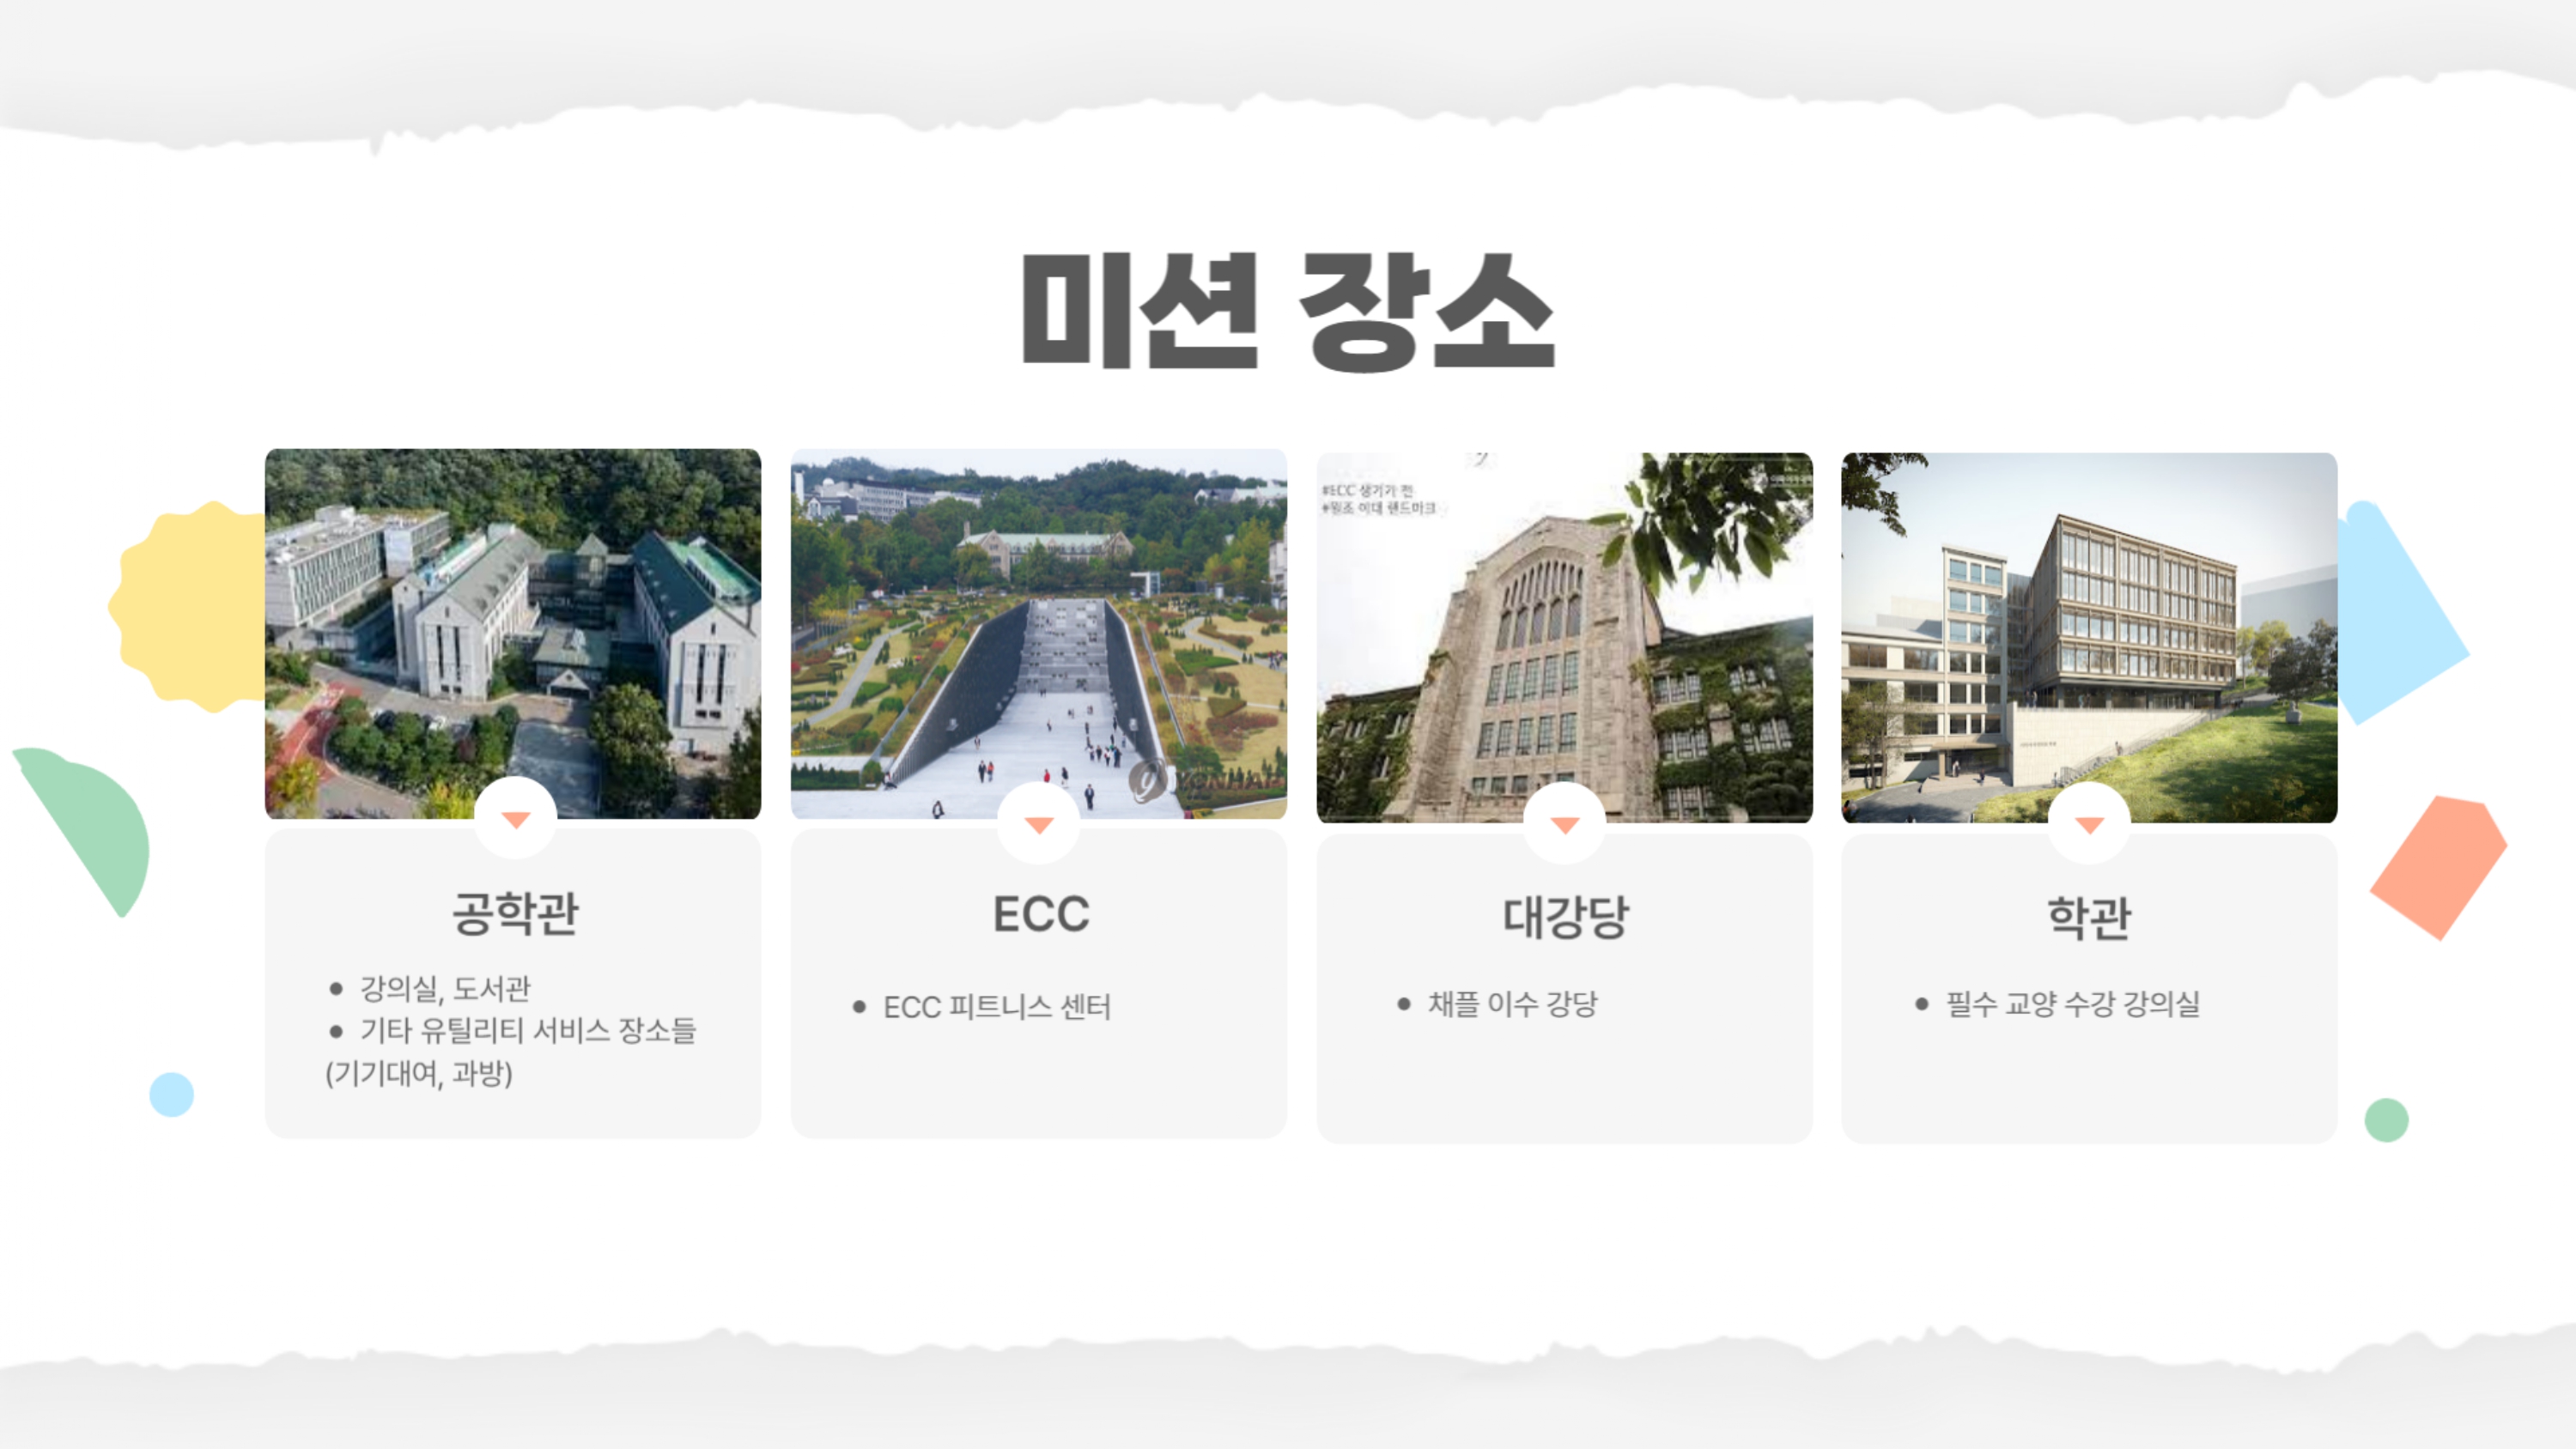 미션 장소
#ECC 생기기 전
#원조 이대 랜드마크
YONHAP
공학관
● 강의실, 도서관
● 기타 유틸리티 서비스 장소들
(기기대여, 과방)
ECC
● ECC 피트니스 센터
대강당
● 채플 이수 강당
학관
● 필수 교양 수강 강의실